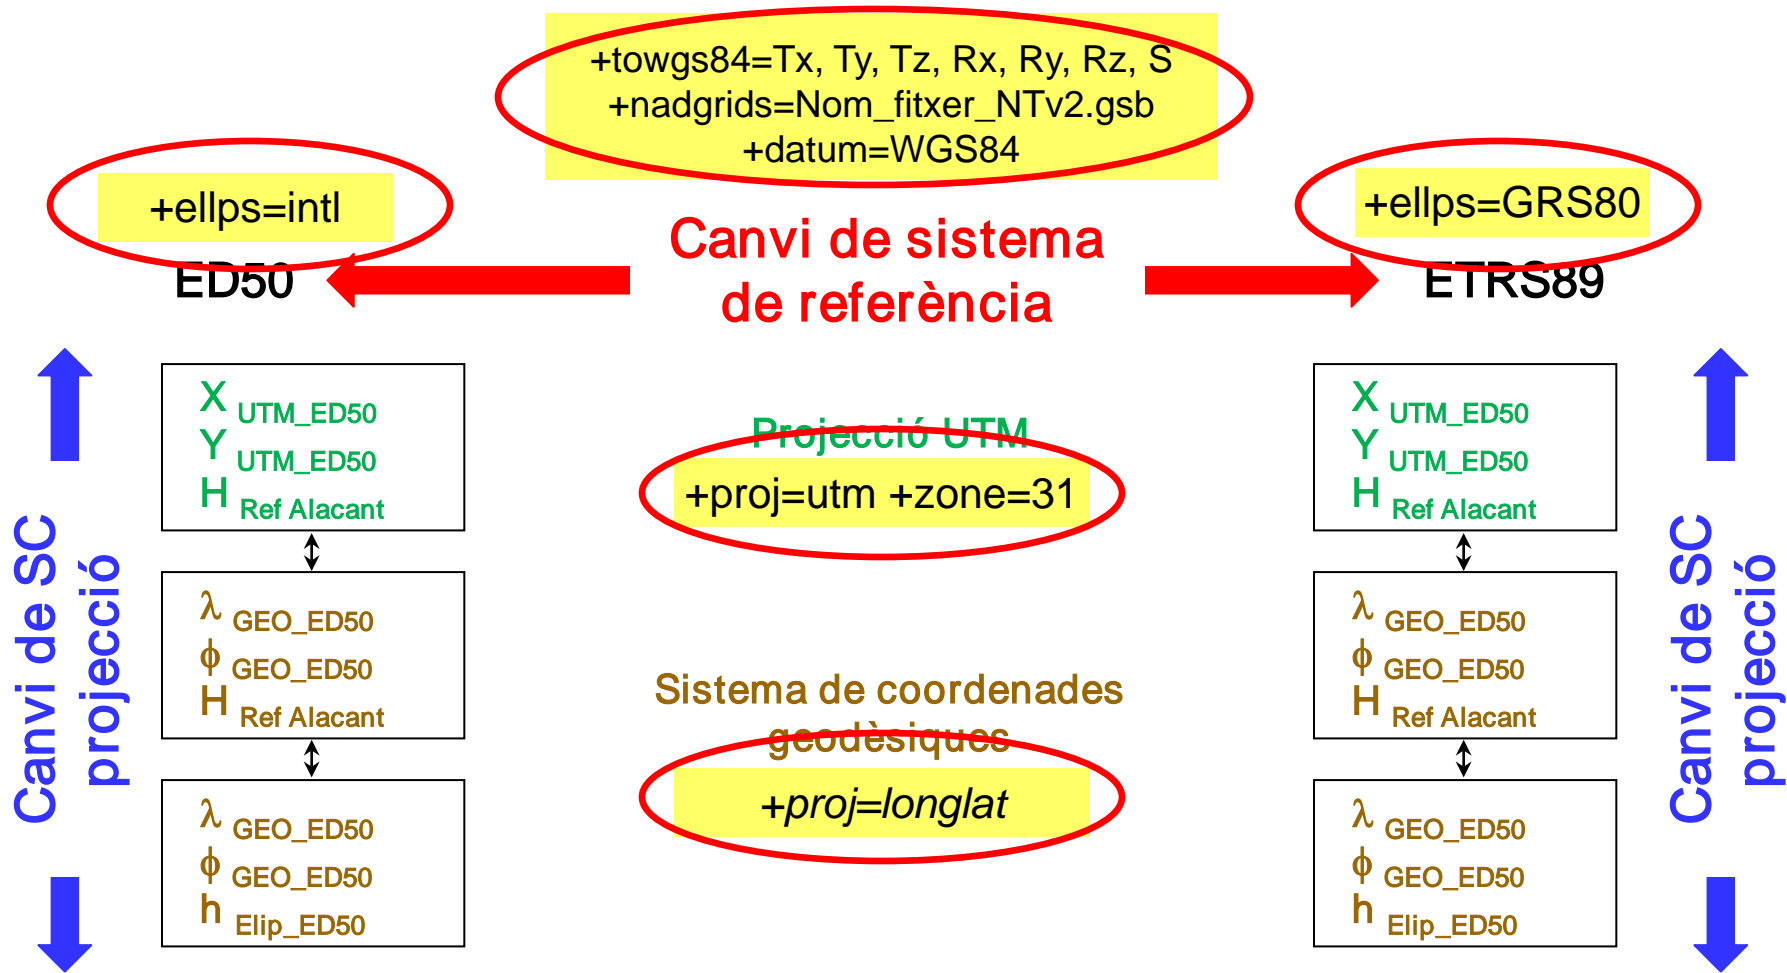 +towgs84=Tx, Ty, Tz, Rx, Ry, Rz, S
+nadgrids=Nom_fitxer_NTv2.gsb
+datum=WGS84
+ellps=intl
+ellps=GRS80
Canvi de sistema
de referència
ED50
ETRS89
X UTM_ED50
Y UTM_ED50
H Ref Alacant
Projecció UTM
+proj=utm +zone=31
X UTM_ED50
Y UTM_ED50
H Ref Alacant
Canvi de SC
projecció
λ GEO_ED50
ϕ GEO_ED50
H Ref Alacant
Sistema de coordenades
geodèsiques
+proj=longlat
λ GEO_ED50
ϕ GEO_ED50
H Ref Alacant
Canvi de SC
projecció
λ GEO_ED50
ϕ GEO_ED50
h Elip_ED50
λ GEO_ED50
ϕ GEO_ED50
h Elip_ED50